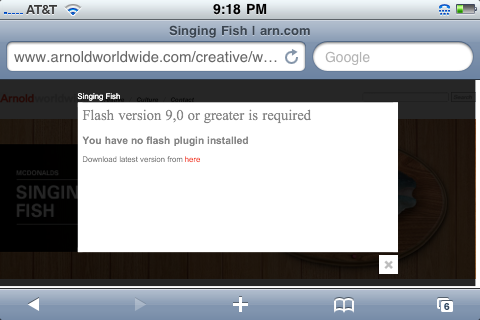 AT&T 9:18 PM
Singing Fish | arn.com
www.arnoldworldwide.com/creative/w... Google
Arnold
Singing Fish
Flash version 9,0 or greater is required
You have no flash plugin installed
Download latest version from here
MCDONALDS
SINGING
FISH
6